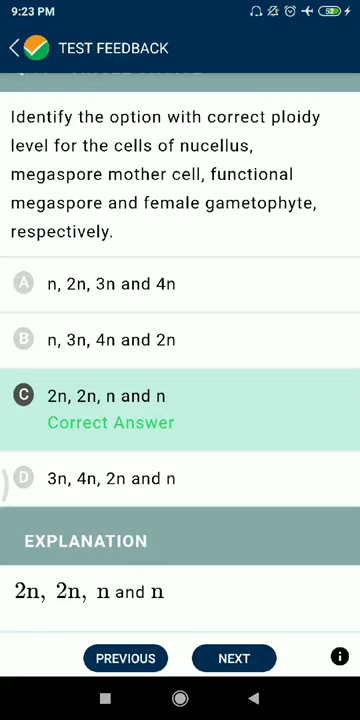 9:23 PM
52
TEST FEEDBACK
Identify the option with correct ploidy
level for the cells of nucellus,
megaspore mother cell, functional
megaspore and female gametophyte,
respectively.
A n, 2n, 3n and 4n
B n, 3n, 4n and 2n
C 2n, 2n, n and n
Correct Answer
D 3n, 4n, 2n and n
EXPLANATION
2n, 2n, n and n
PREVIOUS NEXT